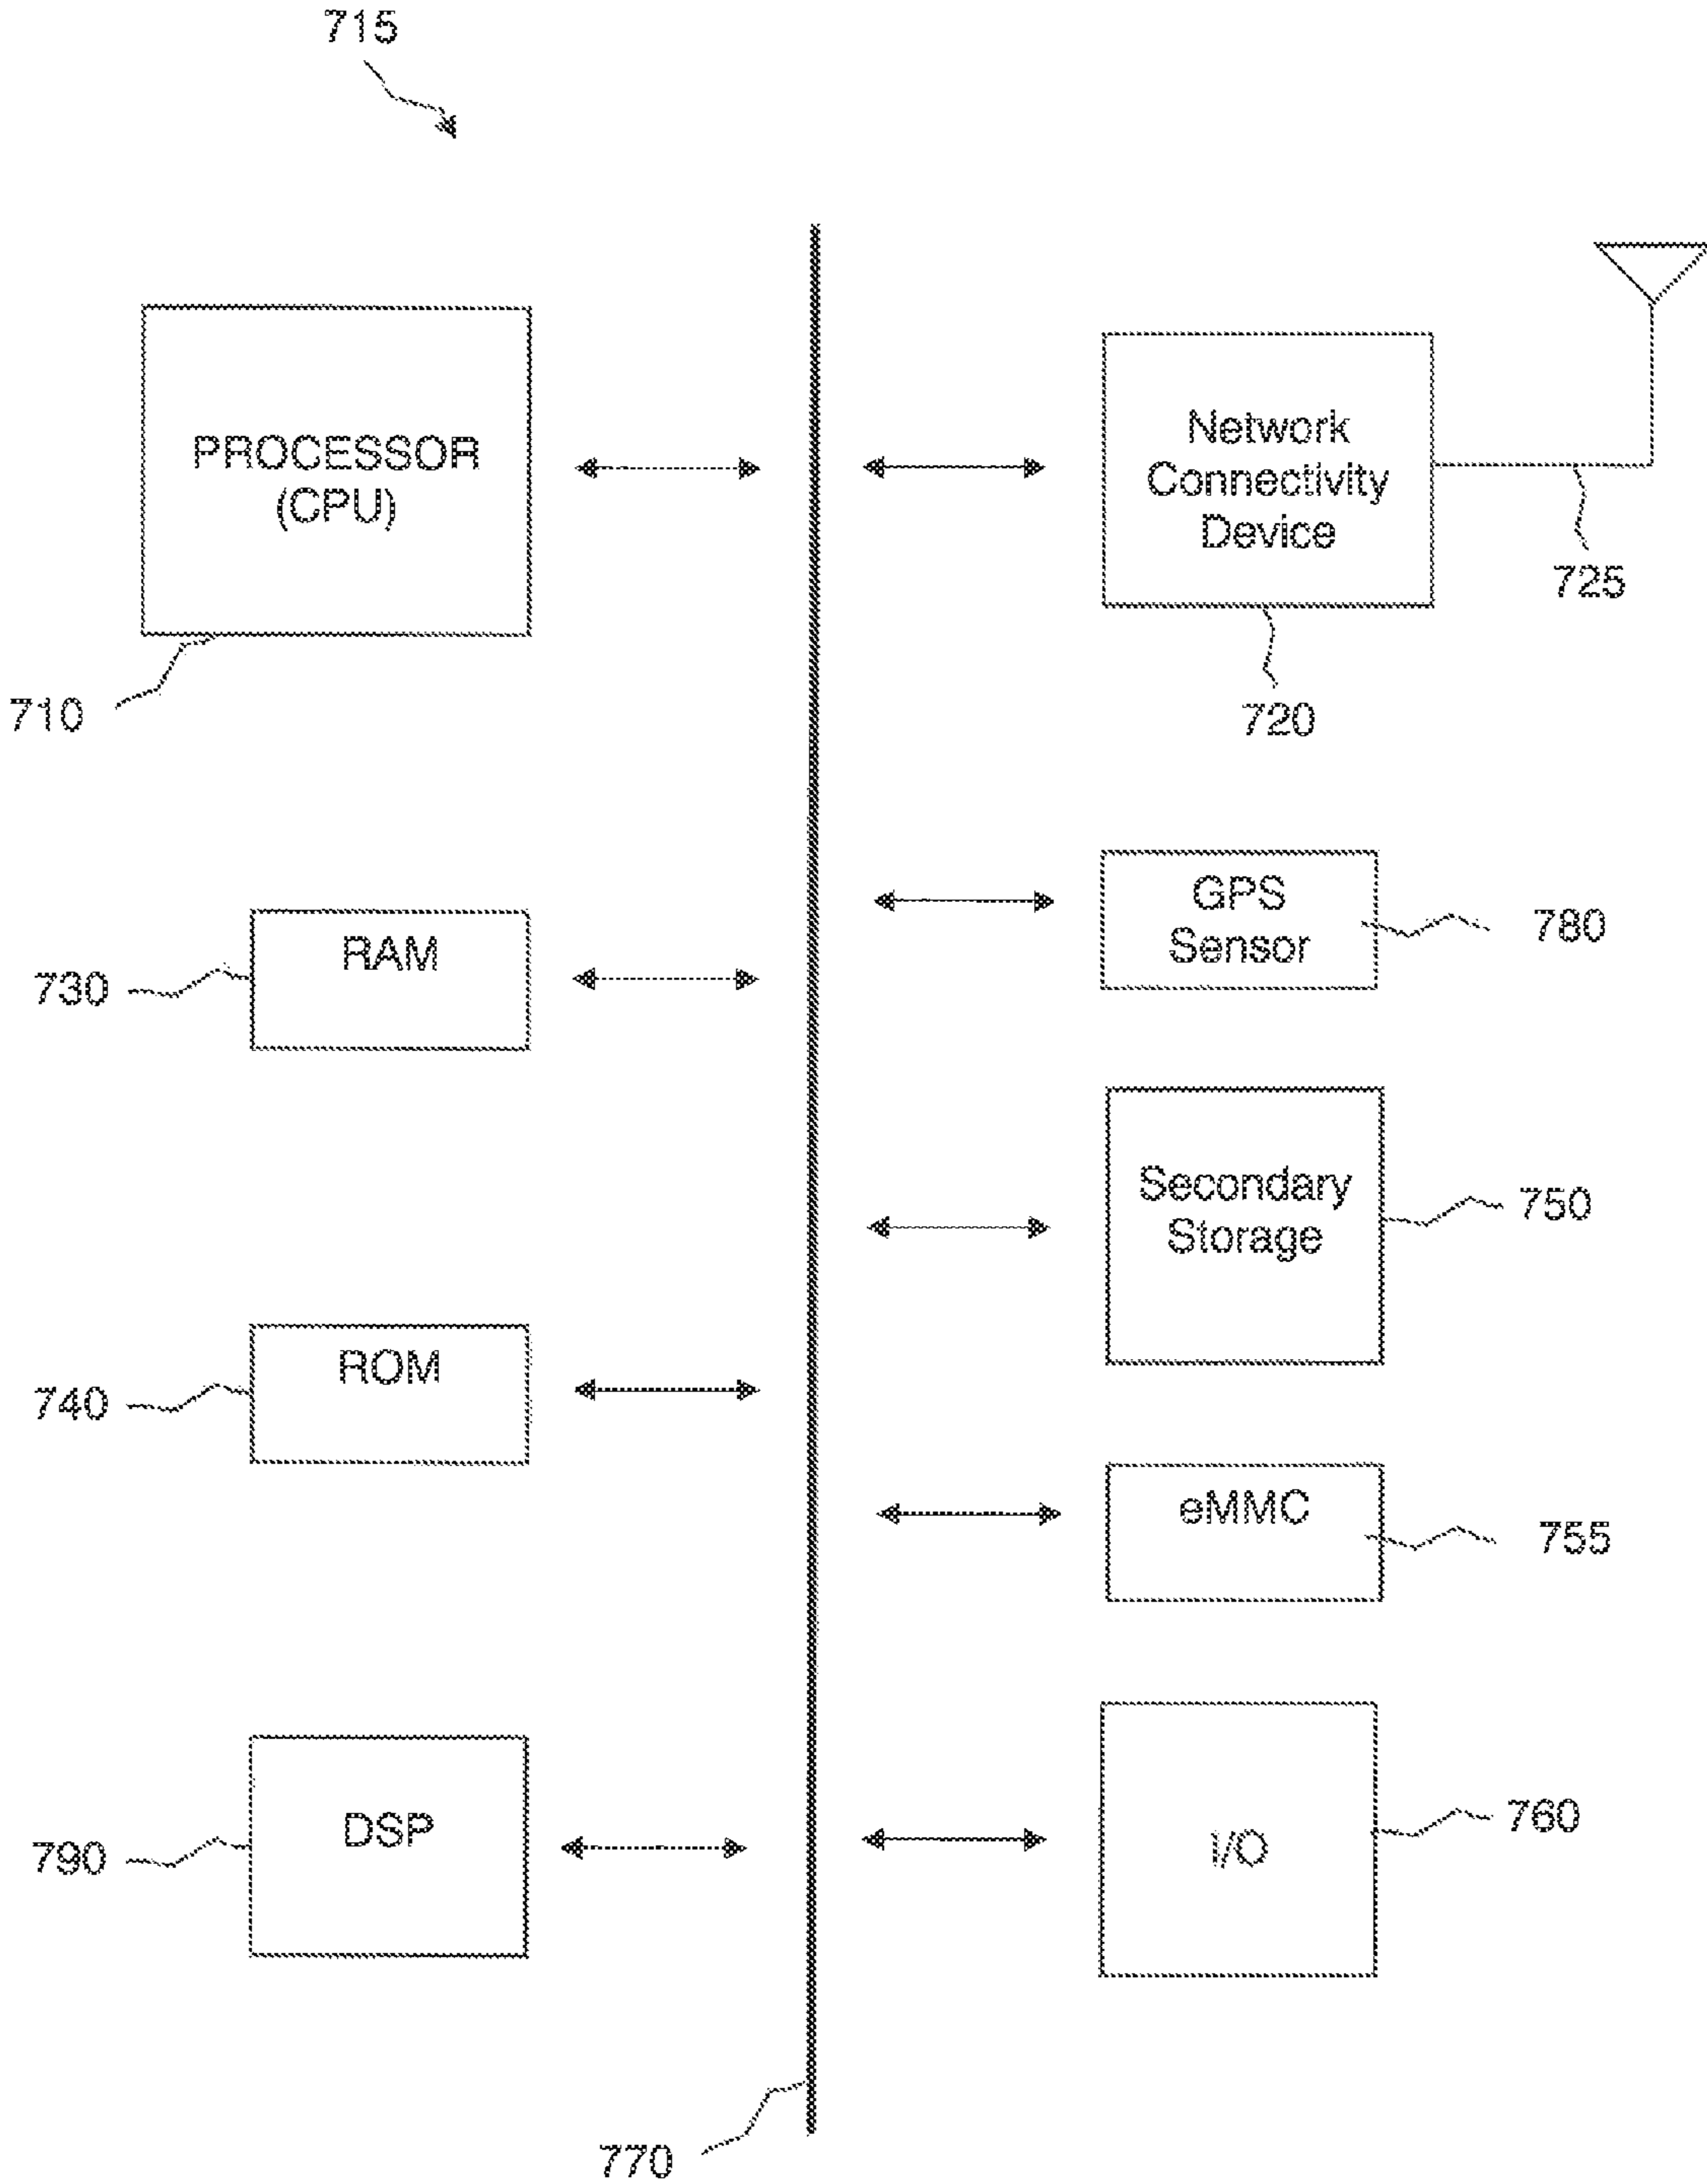 715
PROCESSOR
(CPU)
710
Network
Connectivity
Device
725
720
RAM
730
GPS
Sensor
780
Secondary
Storage
750
ROM
740
eMMC
755
DSP
790
I/O
760
770